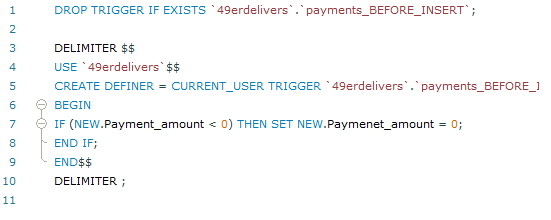 1 DROP TRIGGER IF EXISTS `49erdelivers`.`payments_BEFORE_INSERT`;
2
3 DELIMITER $$
4 USE `49erdelivers`$$
5 CREATE DEFINER = CURRENT_USER TRIGGER `49erdelivers`.`payments_BEFORE_I
6 BEGIN
7 IF (NEW.Payment_amount < 0) THEN SET NEW.Paymenet_amount = 0;
8 END IF;
9 END$$
10 DELIMITER ;
11